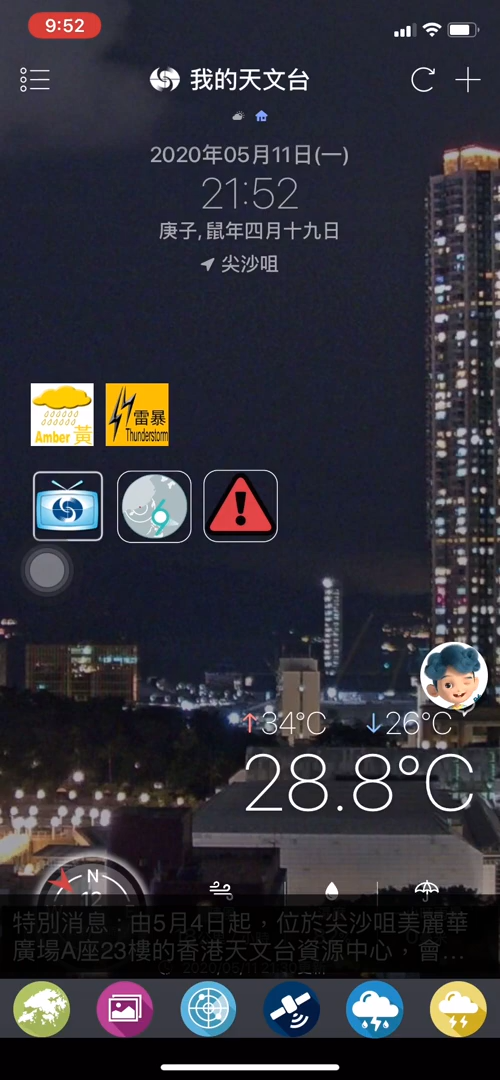 9:52
我的天文台
2020年05月11日(一)
21:52
庚子,鼠年四月十九日
尖沙咀
Amber 黃
雷暴
Thunderstorm
↑34°C ↓26°C
28.8°C
N
12
特別消息：由5月4日起，位於尖沙咀美麗華
廣場A座23樓的香港天文台資源中心，會…